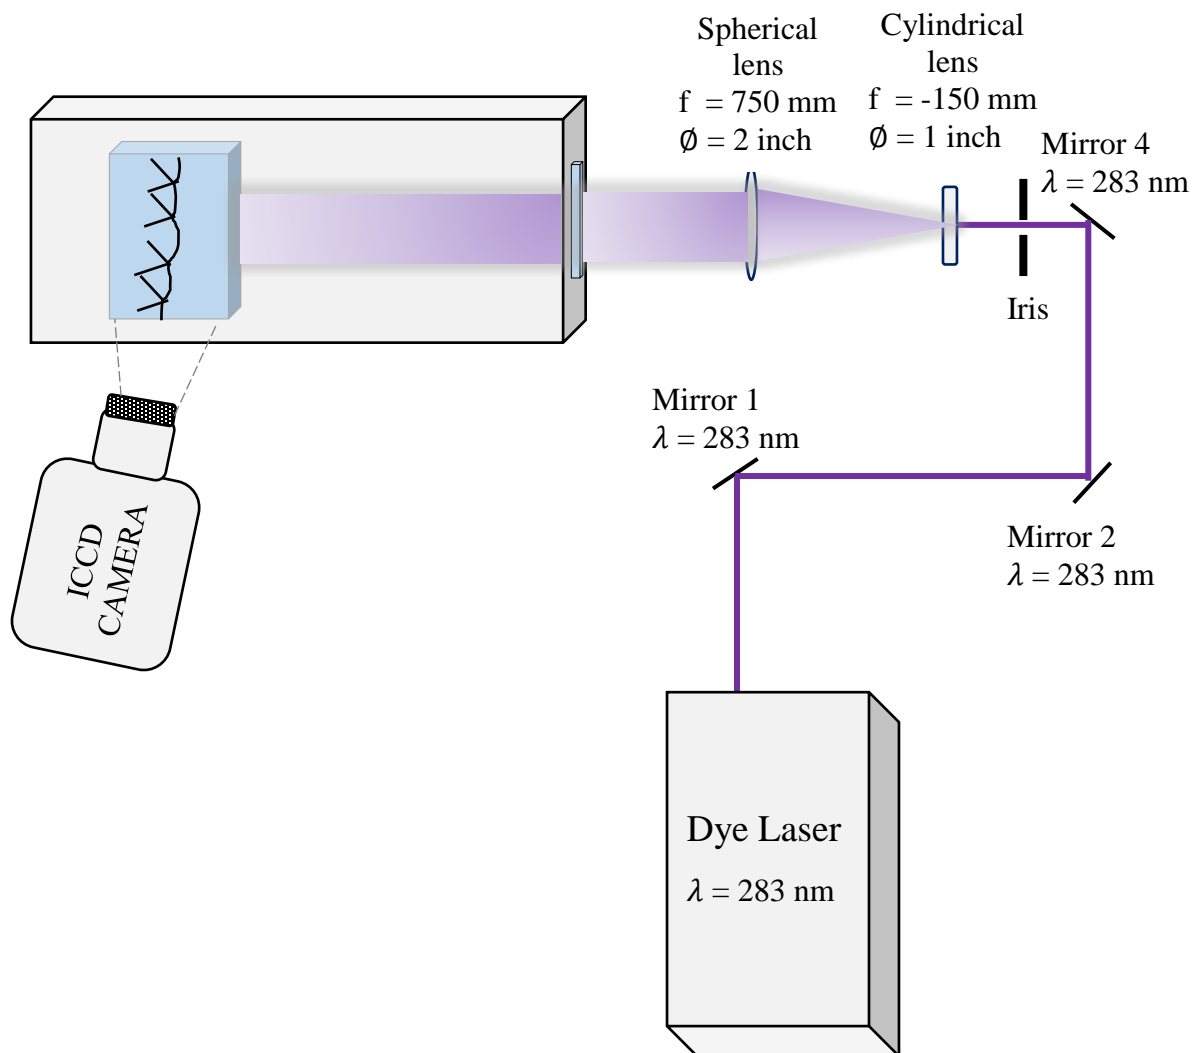 Spherical
lens
f = 750 mm
Ø = 2 inch
Cylindrical
lens
f = -150 mm
Ø = 1 inch
Mirror 4
λ = 283 nm
Iris
Mirror 1
λ = 283 nm
Mirror 2
λ = 283 nm
ICCD
CAMERA
Dye Laser
λ = 283 nm